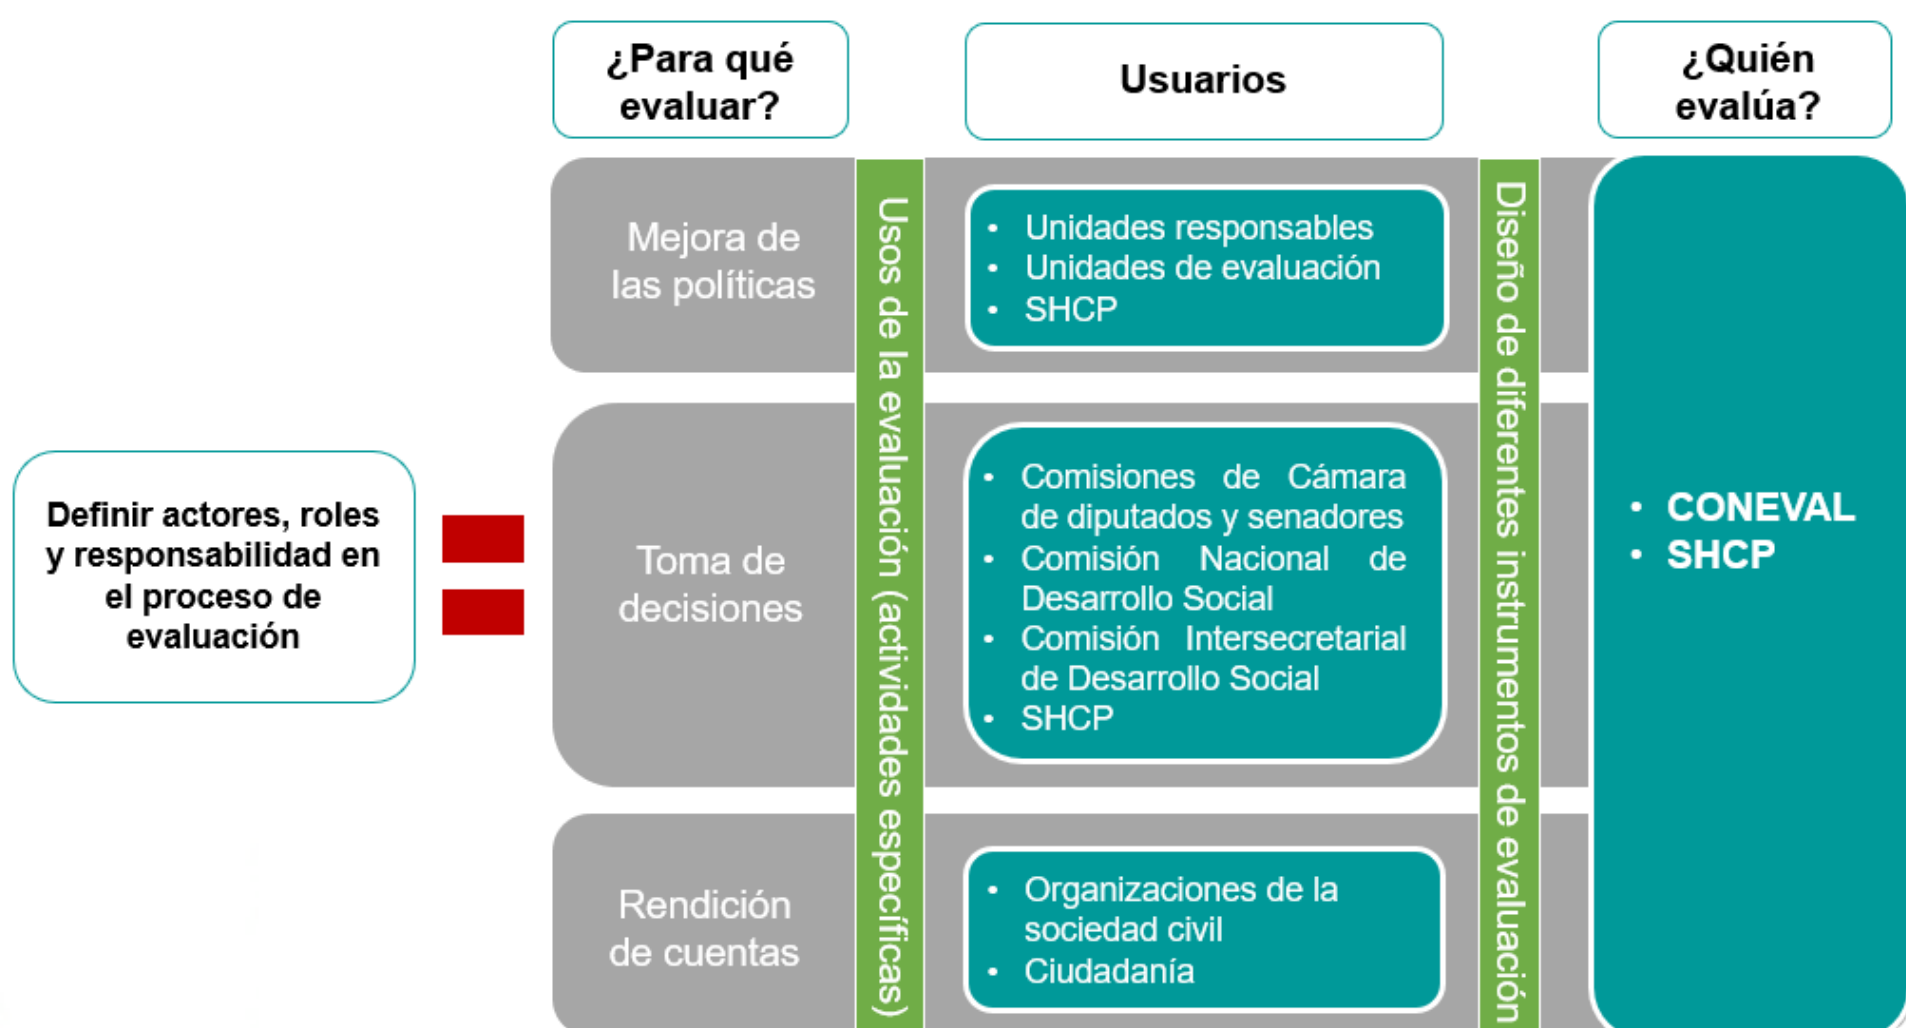 ¿Para qué
evaluar?
Usuarios
¿Quién
evalúa?
Definir actores, roles
y responsabilidad en
el proceso de
evaluación
Mejora de
las políticas
Usos de la evaluación (actividades específicas)
• Unidades responsables
• Unidades de evaluación
• SHCP
Diseño de diferentes instrumentos de evaluación
• CONEVAL
• SHCP
Toma de
decisiones
• Comisiones de Cámara
de diputados y senadores
• Comisión Nacional de
Desarrollo Social
• Comisión Intersecretarial
de Desarrollo Social
• SHCP
Rendición
de cuentas
• Organizaciones de la
sociedad civil
• Ciudadanía